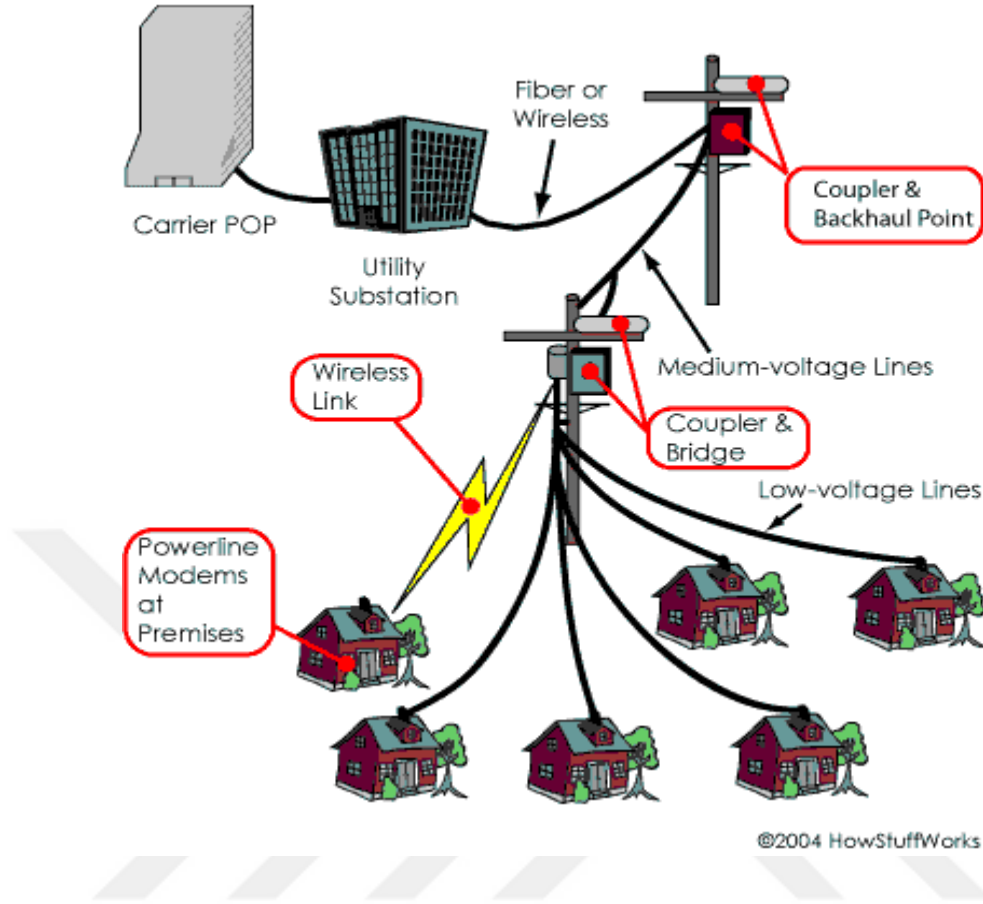 Fiber or
Wireless
Carrier POP
Coupler &
Backhaul Point
Utility
Substation
Wireless
Link
Medium-voltage Lines
Coupler &
Bridge
Low-voltage Lines
Powerline
Modems
at
Premises
©2004 HowStuffWorks